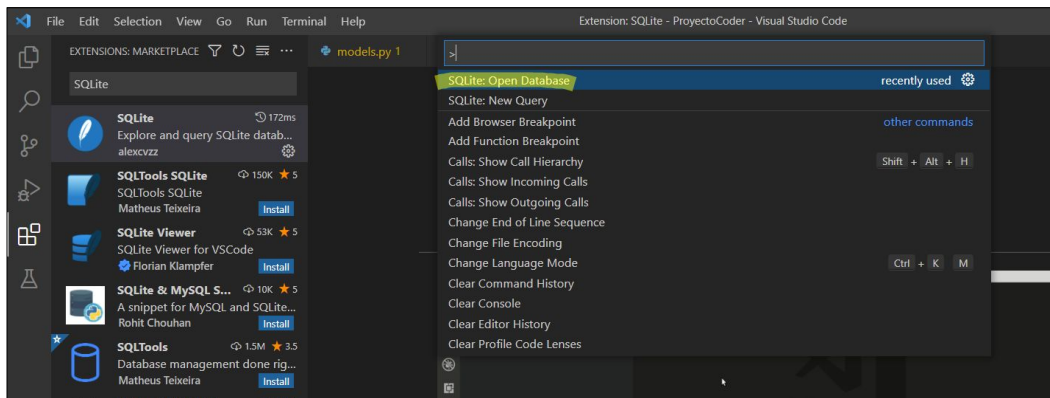 File Edit Selection View Go Run Terminal Help
Extension: SQLite - ProyectoCoder - Visual Studio Code
EXTENSIONS: MARKETPLACE
SQLite
SQLite 172ms
Explore and query SQLite datab...
alexcvzz
SQLTools SQLite 150K 5
SQLTools SQLite
Matheus Teixeira Install
SQLite Viewer 53K 5
SQLite Viewer for VSCode
Florian Klampfer Install
SQLite & MySQL S... 10K 5
A snippet for MySQL and SQLite...
Rohit Chouhan Install
SQLTools 1.5M 3.5
Database management done rig...
Matheus Teixeira Install
models.py 1
>
SQLite: Open Database recently used
SQLite: New Query
Add Browser Breakpoint other commands
Add Function Breakpoint
Calls: Show Call Hierarchy Shift + Alt + H
Calls: Show Incoming Calls
Calls: Show Outgoing Calls
Change End of Line Sequence
Change File Encoding
Change Language Mode Ctrl + K M
Clear Command History
Clear Console
Clear Editor History
Clear Profile Code Lenses